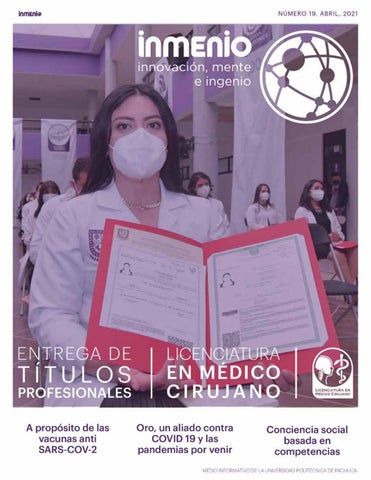 inmenio
NÚMERO 19. ABRIL, 2021
inmenio
innovación, mente
e ingenio
ENTREGA DE
TÍTULOS
PROFESIONALES
LICENCIATURA
EN MÉDICO
CIRUJANO
LICENCIATURA EN
MÉDICO CIRUJANO
A propósito de las
vacunas anti
SARS-COV-2
Oro, un aliado contra
COVID 19 y las
pandemias por venir
Conciencia social
basada en
competencias
MEDIO INFORMATIVO DE LA UNIVERSIDAD POLITÉCNICA DE PACHUCA